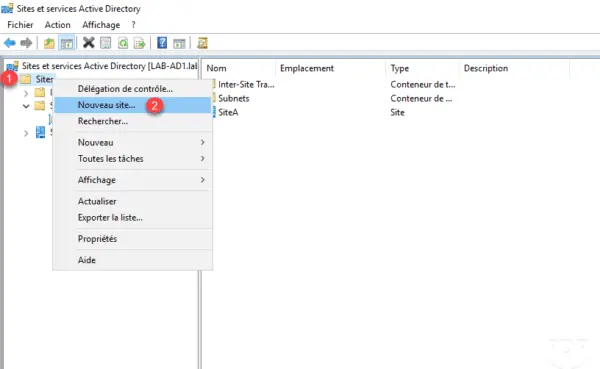 Sites et services Active Directory
Fichier Action Affichage ?
Sites et services Active Directory [LAB-AD1.lal
Nom Emplacement Type Description
1 Sites
Inter-Site Tra... Conteneur de t...
Subnets Conteneur de ...
SiteA Site
Délégation de contrôle...
Nouveau site... 2
Rechercher...
Nouveau
Toutes les tâches
Affichage
Actualiser
Exporter la liste...
Propriétés
Aide